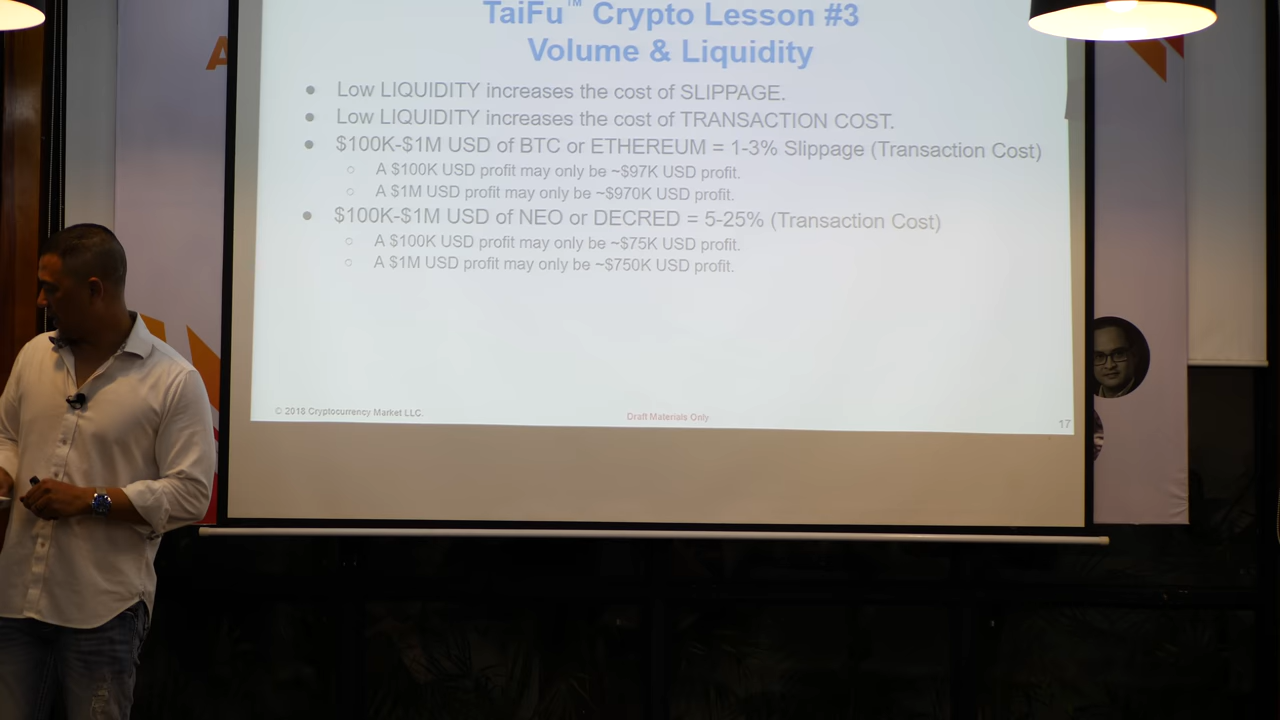 TaiFu™ Crypto Lesson #3
Volume & Liquidity
● Low LIQUIDITY increases the cost of SLIPPAGE.
● Low LIQUIDITY increases the cost of TRANSACTION COST.
● $100K-$1M USD of BTC or ETHEREUM = 1-3% Slippage (Transaction Cost)
○ A $100K USD profit may only be ~$97K USD profit.
○ A $1M USD profit may only be ~$970K USD profit.
● $100K-$1M USD of NEO or DECRED = 5-25% (Transaction Cost)
○ A $100K USD profit may only be ~$75K USD profit.
○ A $1M USD profit may only be ~$750K USD profit.
© 2018 Cryptocurrency Market LLC.
Draft Materials Only
17
A